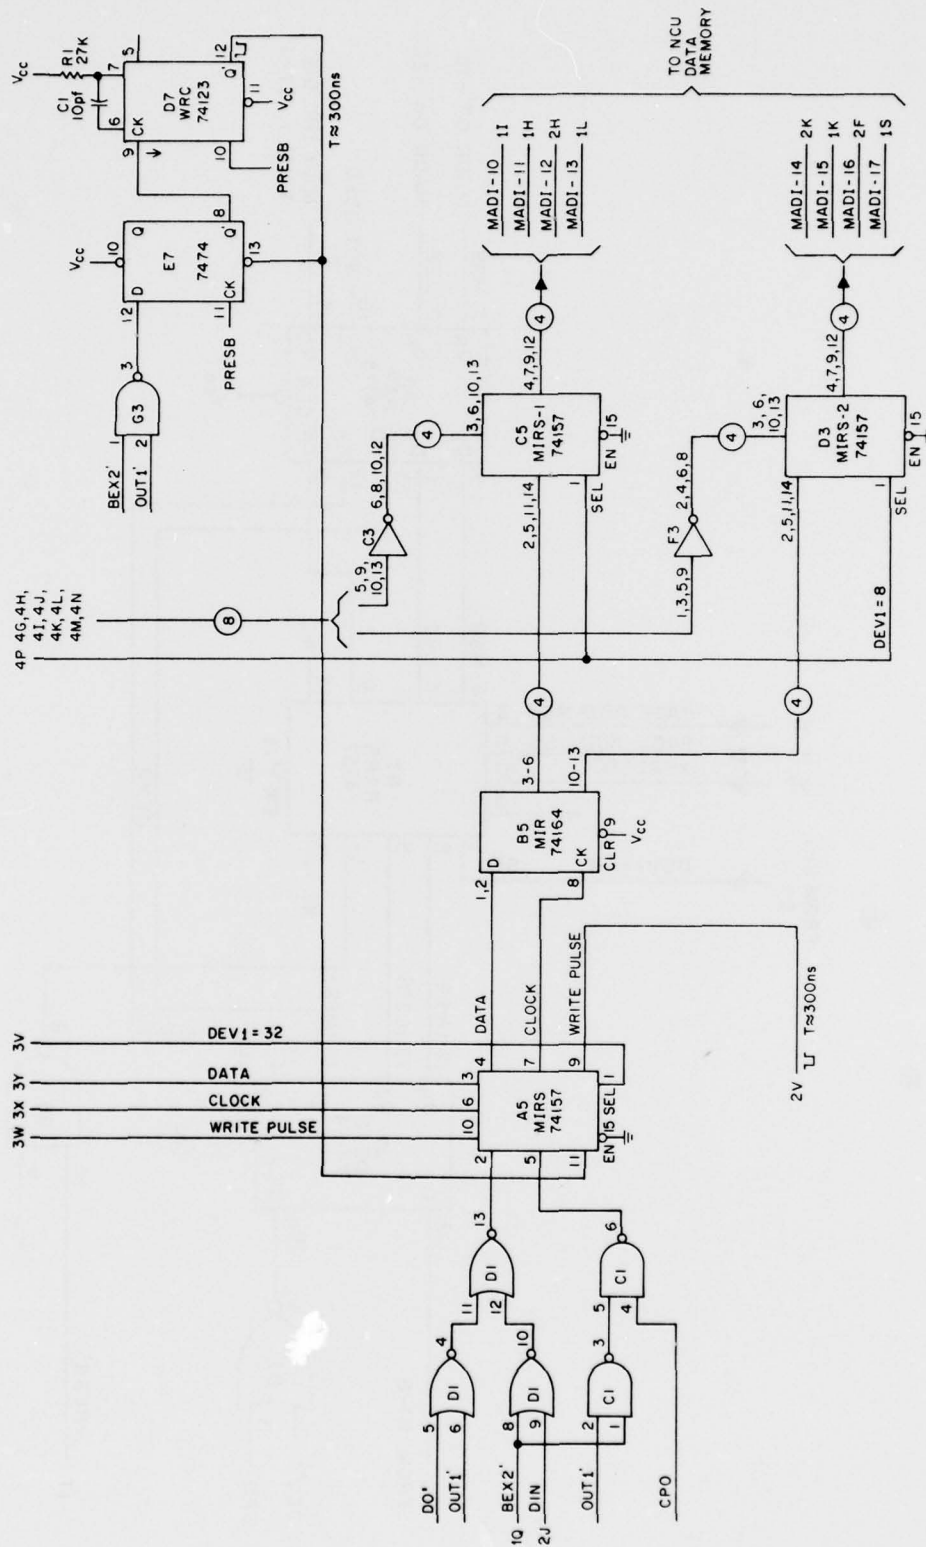 Vcc
R1
27K
C1
10pf
6
7
5
9
CK
D7
WRC
74123
Q'
12
11
Vcc
10
PRESB
T≈300ns
Vcc
10
12
D
Q
E7
7474
8
Q'
11
CK
13
PRESB
BEX2'
1
OUT1'
2
G3
3
4P 4G,4H,
4I,4J,
4K,4L,
4M,4N
8
5,9,
10,13
C3
6,8,10,12
4
3,6,10,13
2,5,11,14
C5
MIRS-1
74157
4,7,9,12
4
1
SEL
EN
15
MADI-10 1I
MADI-11 1H
MADI-12 2H
MADI-13 1L
TO NCU
DATA
MEMORY
1,3,5,9
F3
2,4,6,8
4
3,6,
10,13
2,5,11,14
D3
MIRS-2
74157
4,7,9,12
4
1
SEL
EN
15
DEV1=8
MADI-14 2K
MADI-15 1K
MADI-16 2F
MADI-17 1S
4
4
3-6
10-13
B5
MIR
74164
D
CK
1,2
8
CLR
9
Vcc
3V
DEV1=32
3Y
DATA
3X
CLOCK
3W
WRITE PULSE
DATA
CLOCK
WRITE PULSE
10
6
3
4
7
9
A5
MIRS
74157
2
5
11
EN
15
SEL
1
2V
T≈300ns
DO'
5
OUT1'
6
D1
4
11
12
D1
13
1Q
BEX2'
8
2J
DIN
9
D1
10
OUT1'
2
1
C1
3
5
4
C1
6
CPO